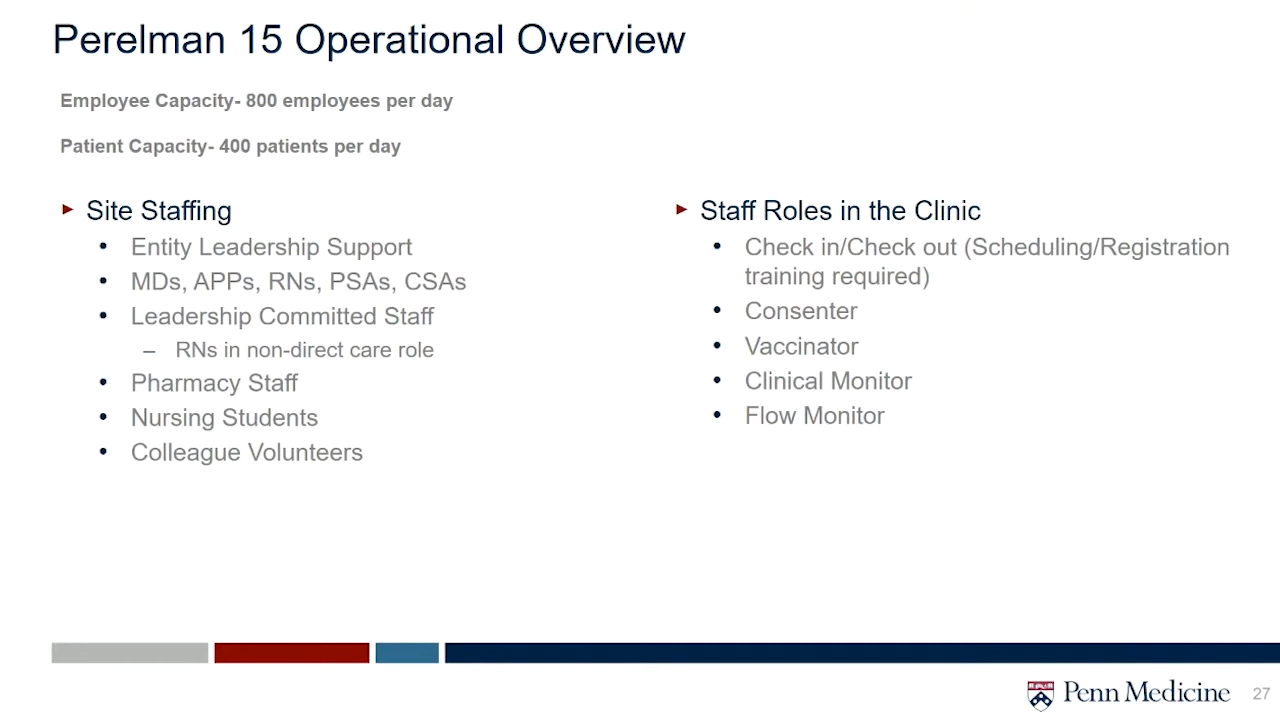 Perelman 15 Operational Overview
Employee Capacity- 800 employees per day
Patient Capacity- 400 patients per day
► Site Staffing
• Entity Leadership Support
• MDs, APPs, RNs, PSAs, CSAs
• Leadership Committed Staff
– RNs in non-direct care role
• Pharmacy Staff
• Nursing Students
• Colleague Volunteers
► Staff Roles in the Clinic
• Check in/Check out (Scheduling/Registration
training required)
• Consenter
• Vaccinator
• Clinical Monitor
• Flow Monitor
Penn Medicine
27